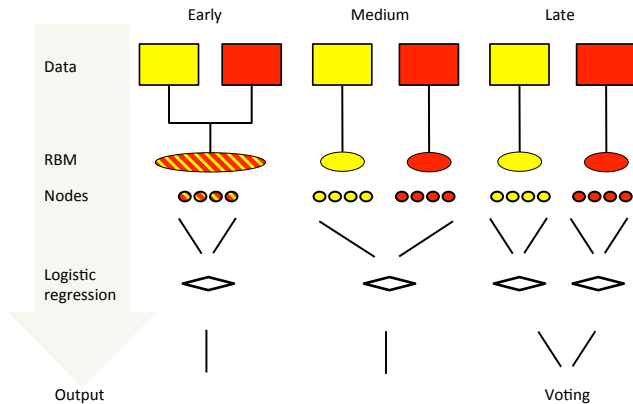 Early Medium Late
Data
RBM
Nodes
Logistic
regression
Output Voting